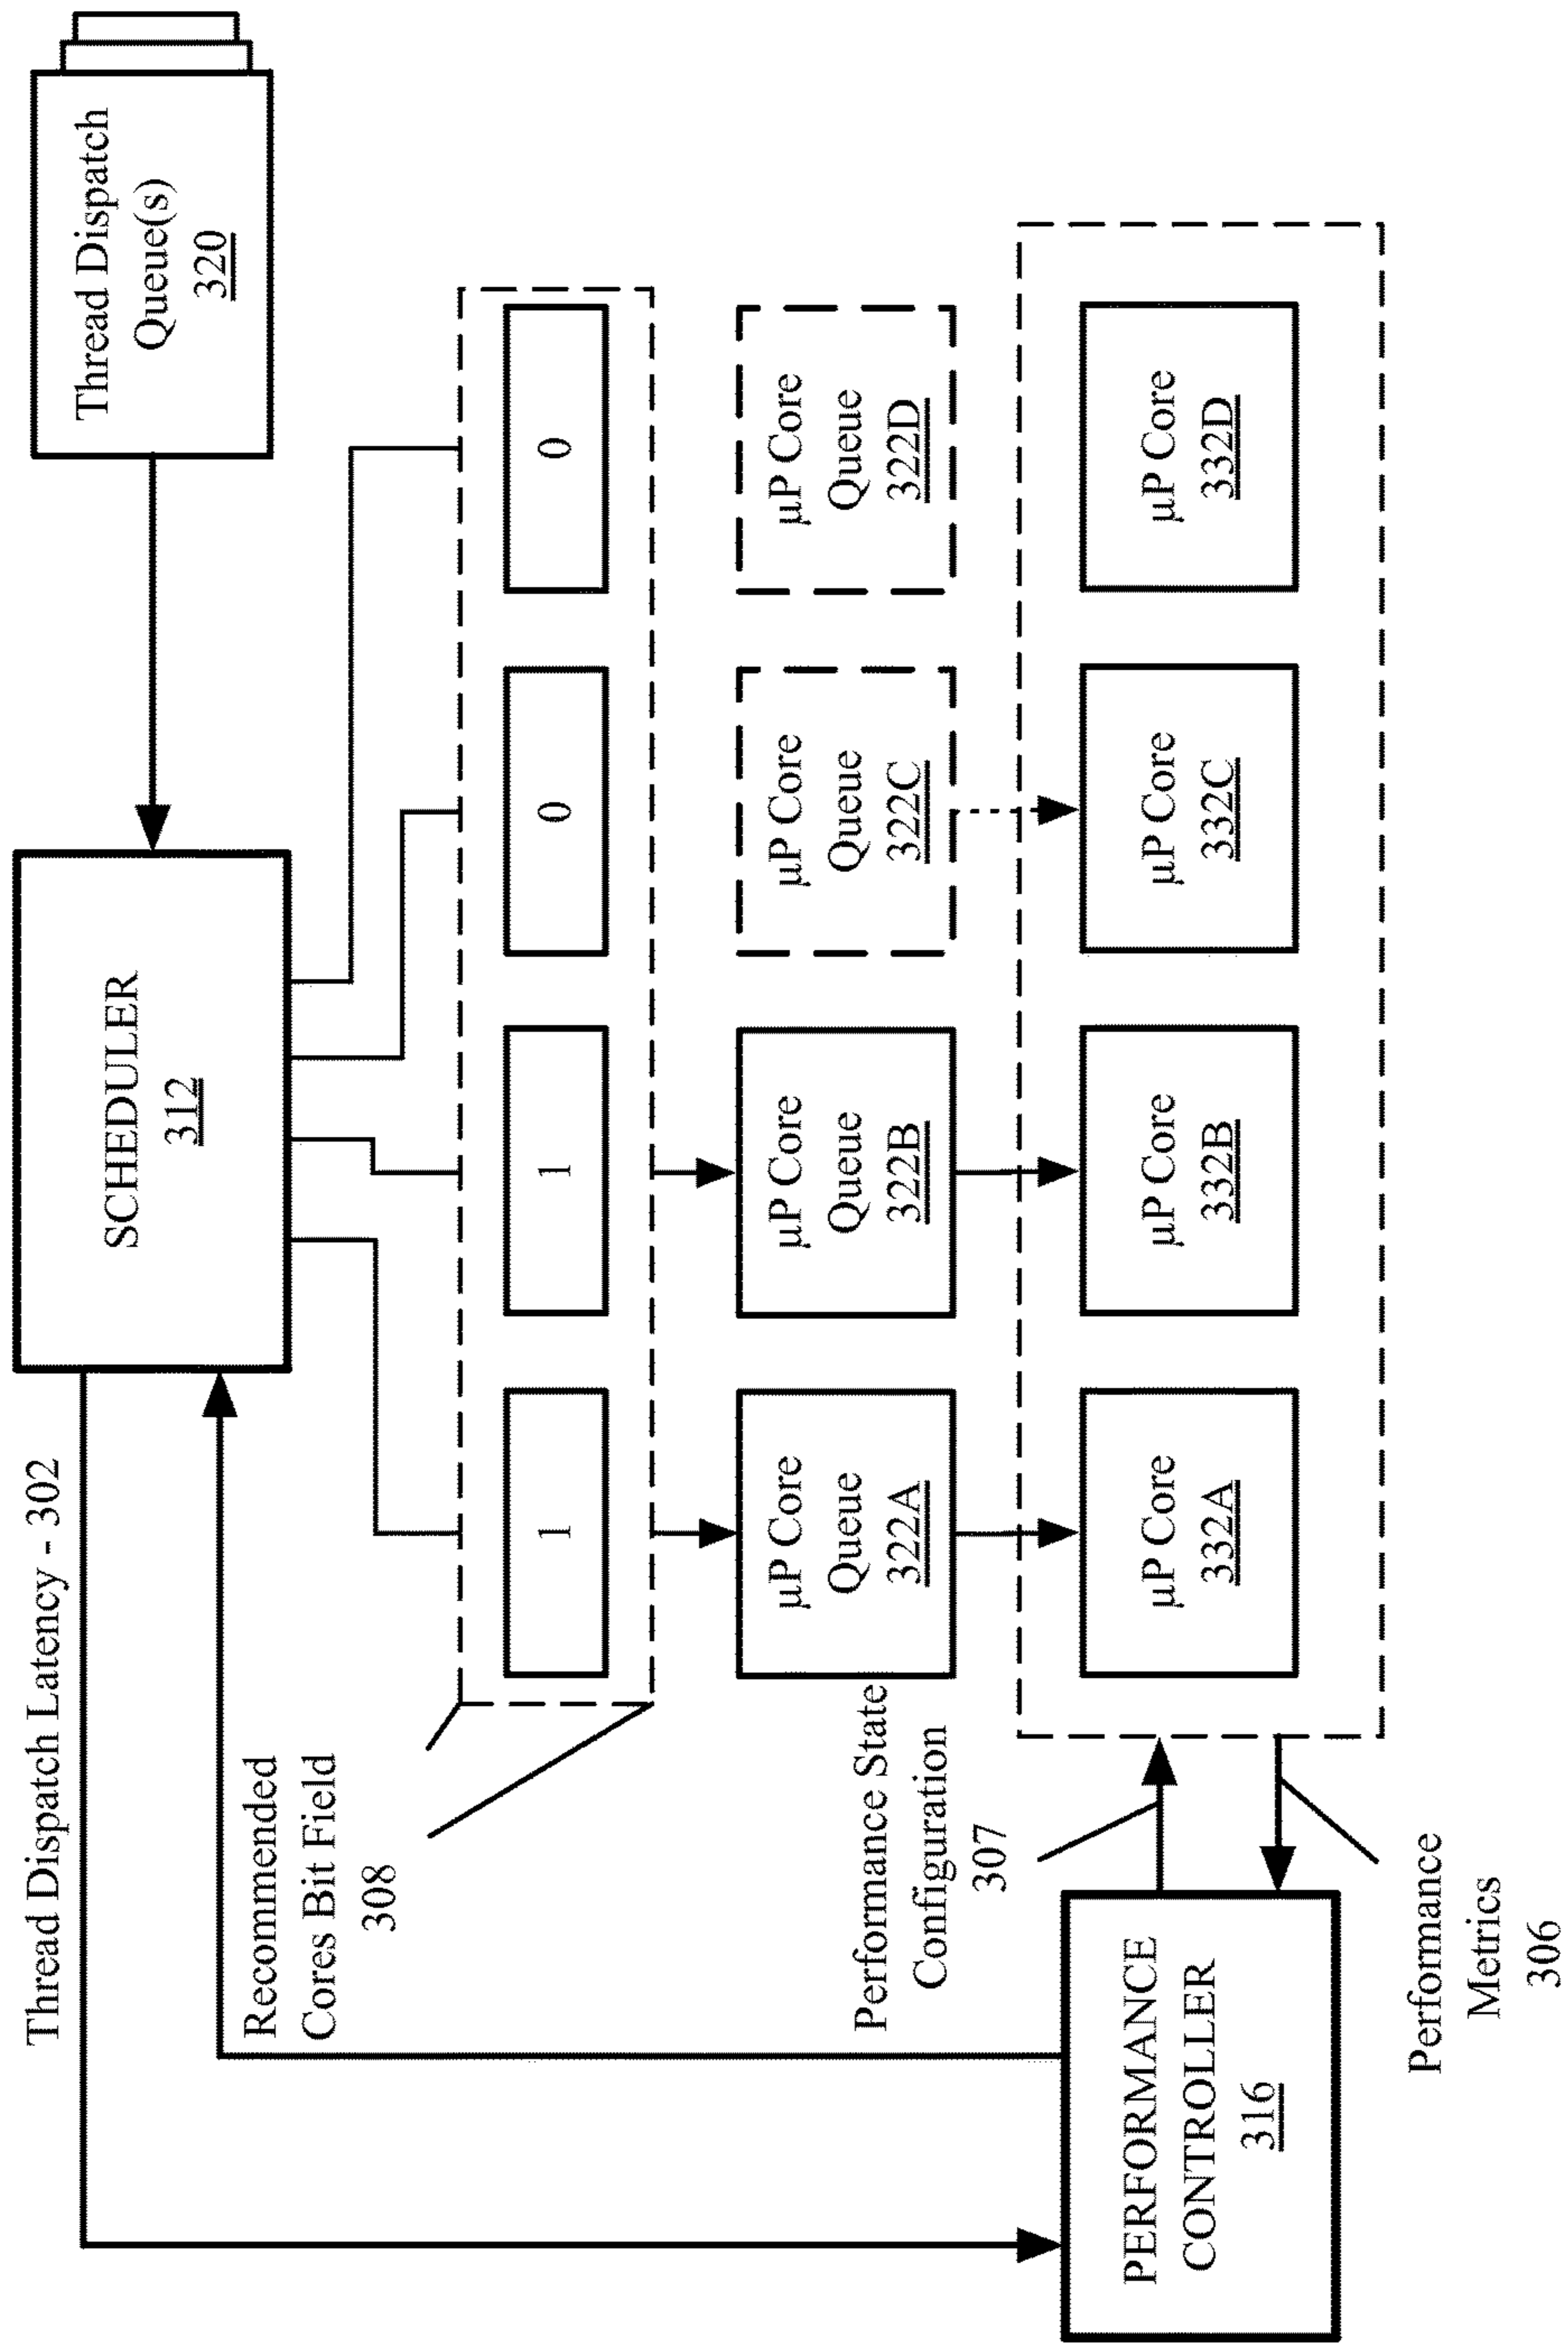 Thread Dispatch Latency - 302
SCHEDULER
312
Thread Dispatch
Queue(s)
320
Recommended
Cores Bit Field
308
1
1
0
0
µP Core
Queue
322A
µP Core
Queue
322B
µP Core
Queue
322C
µP Core
Queue
322D
Performance State
Configuration
307
PERFORMANCE
CONTROLLER
316
µP Core
332A
µP Core
332B
µP Core
332C
µP Core
332D
Performance
Metrics
306